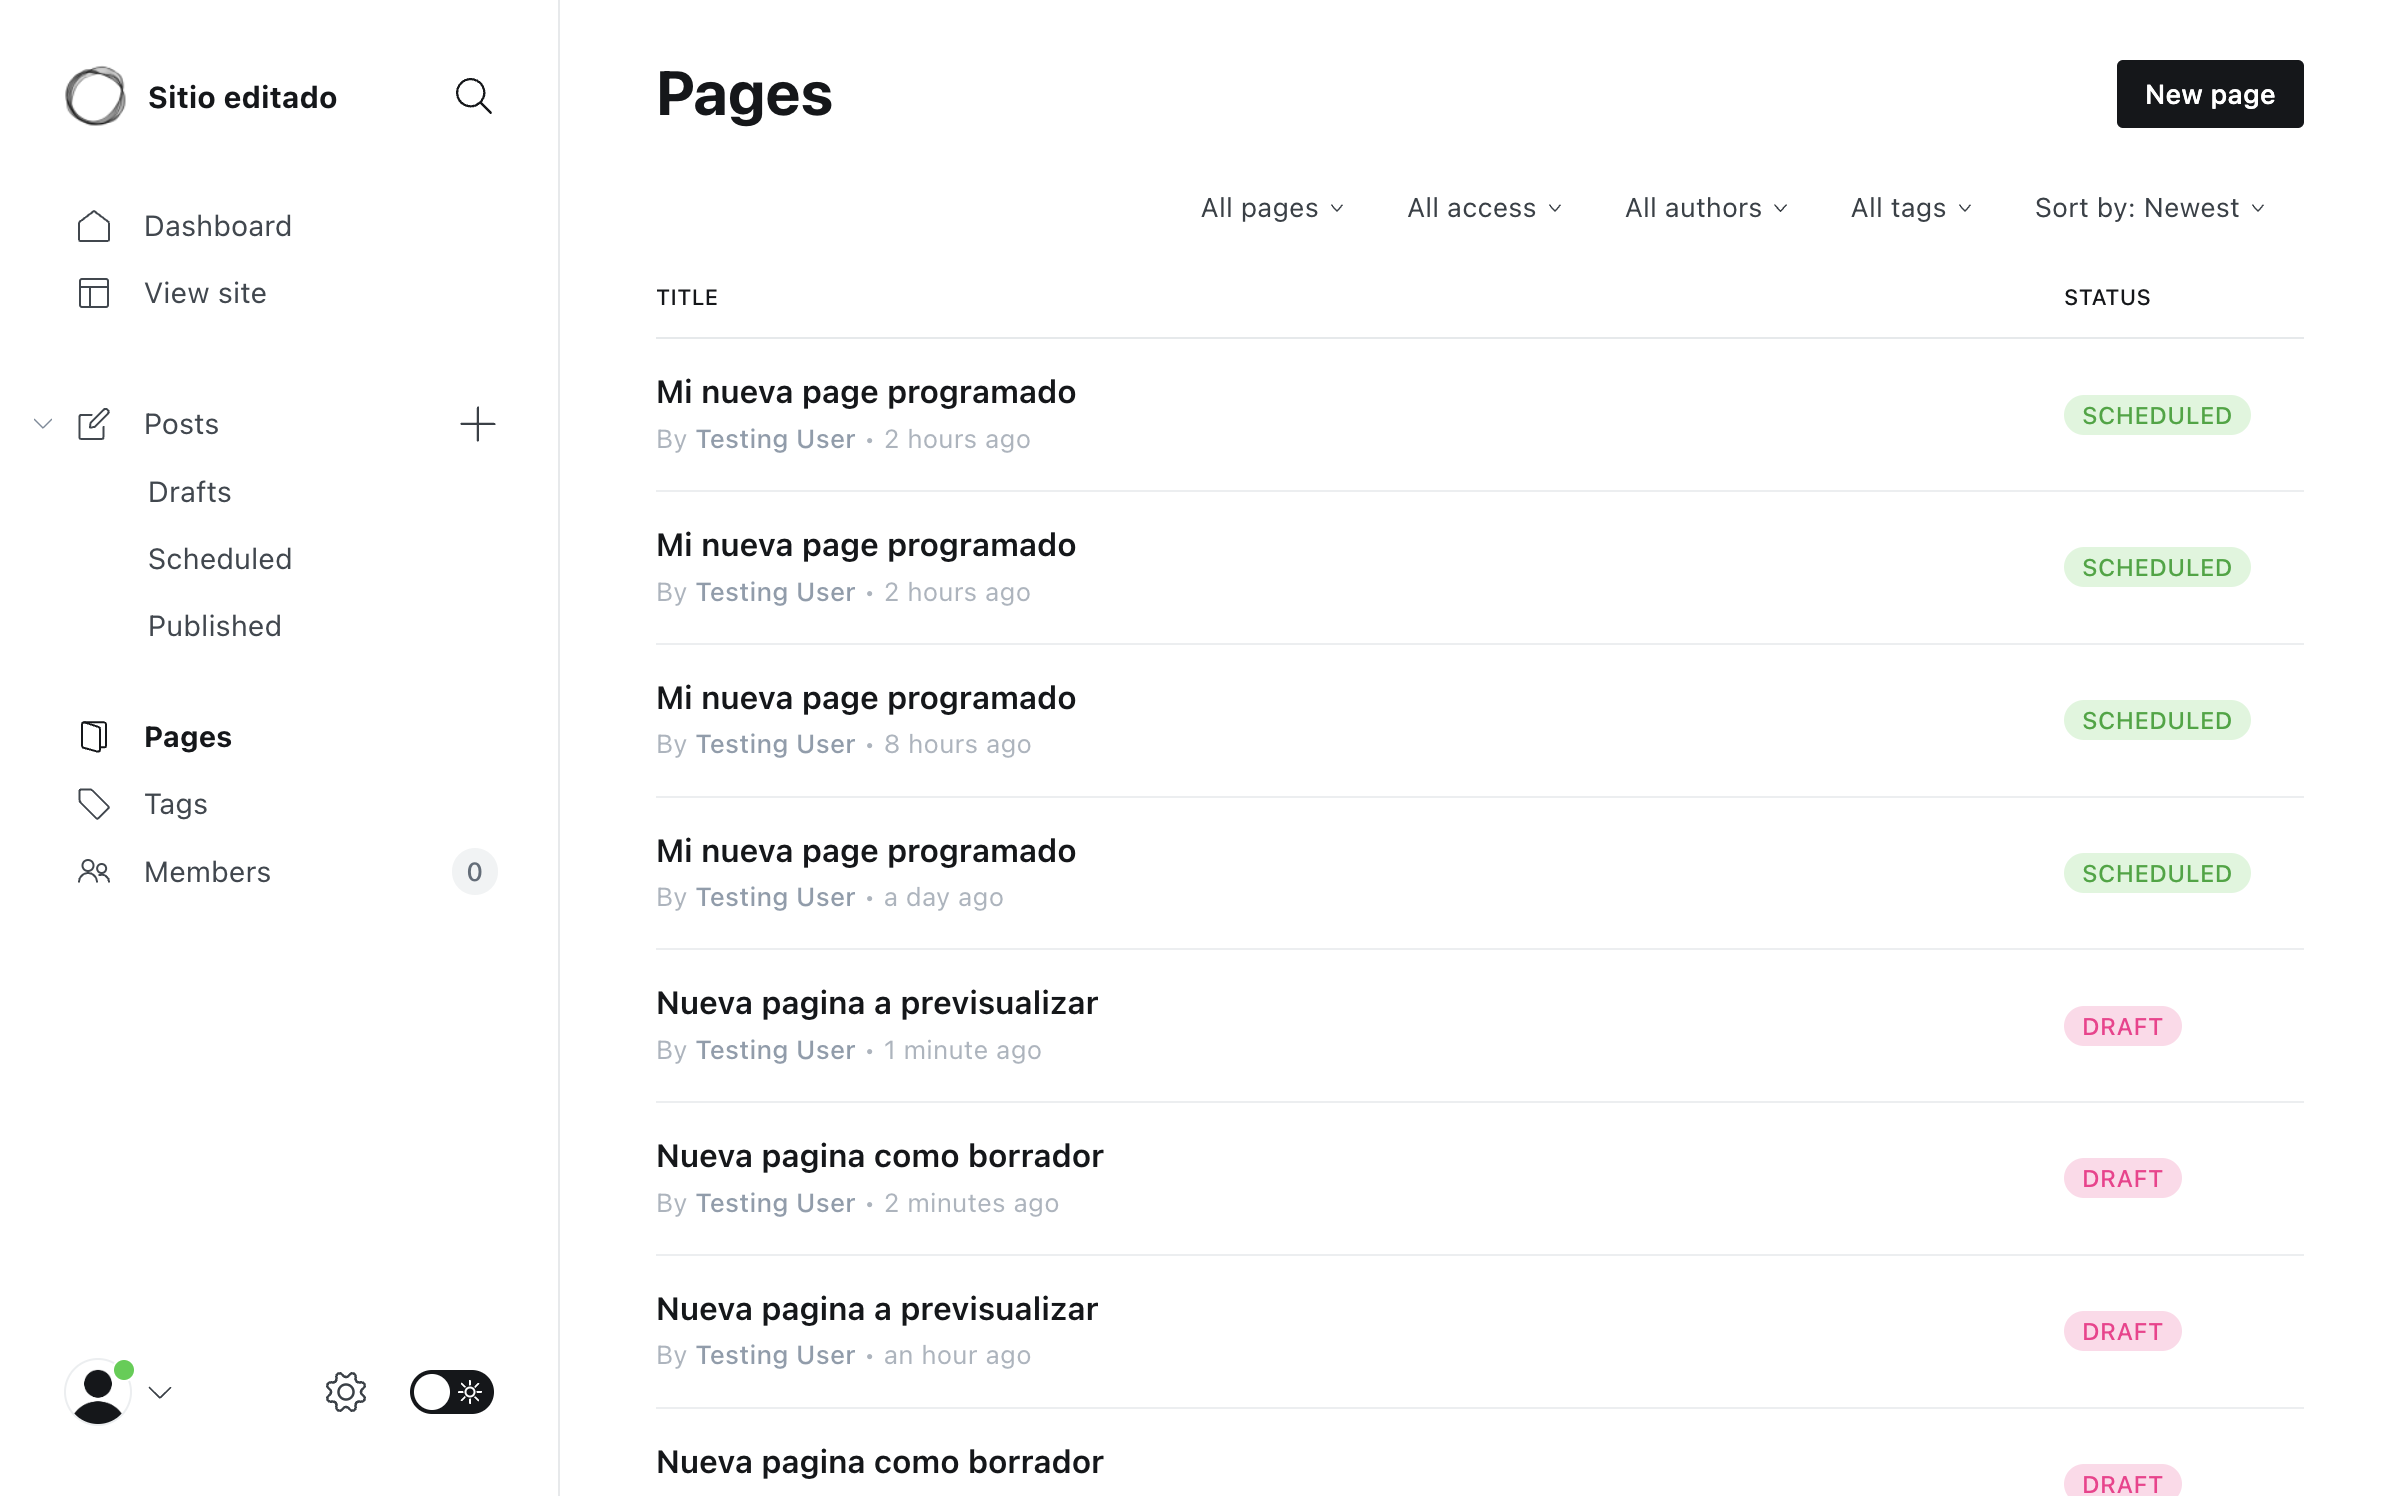 Sitio editado
Dashboard
View site
Posts
Drafts
Scheduled
Published
Pages
Tags
Members 0
Pages
New page
All pages All access All authors All tags Sort by: Newest
TITLE STATUS
Mi nueva page programado
By Testing User • 2 hours ago
SCHEDULED
Mi nueva page programado
By Testing User • 2 hours ago
SCHEDULED
Mi nueva page programado
By Testing User • 8 hours ago
SCHEDULED
Mi nueva page programado
By Testing User • a day ago
SCHEDULED
Nueva pagina a previsualizar
By Testing User • 1 minute ago
DRAFT
Nueva pagina como borrador
By Testing User • 2 minutes ago
DRAFT
Nueva pagina a previsualizar
By Testing User • an hour ago
DRAFT
Nueva pagina como borrador
DRAFT